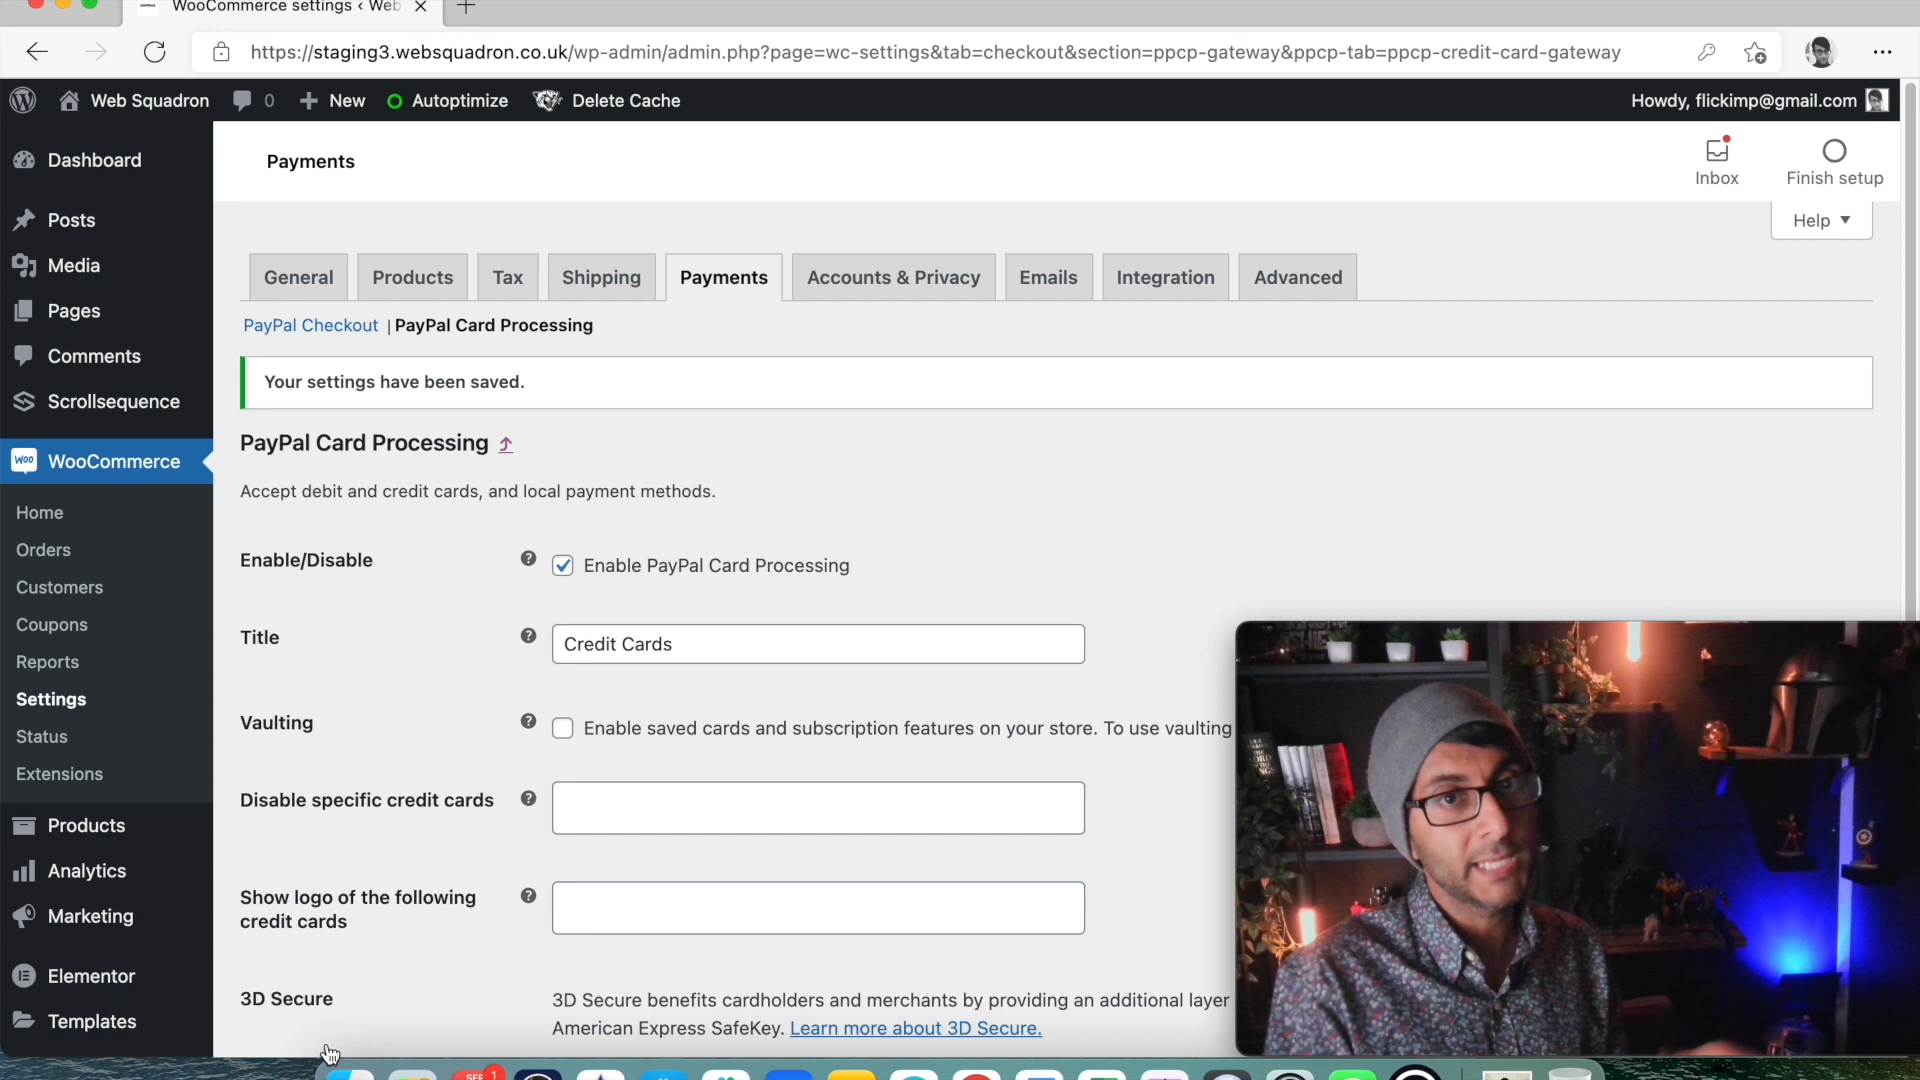 WooCommerce settings ‹ Web
https://staging3.websquadron.co.uk/wp-admin/admin.php?page=wc-settings&tab=checkout&section=ppcp-gateway&ppcp-tab=ppcp-credit-card-gateway
Web Squadron
0
New
Autoptimize
Delete Cache
Howdy, flickimp@gmail.com
Dashboard
Posts
Media
Pages
Comments
Scrollsequence
Woo
WooCommerce
Home
Orders
Customers
Coupons
Reports
Settings
Status
Extensions
Products
Analytics
Marketing
Elementor
Templates
Payments
Inbox
Finish setup
Help
General
Products
Tax
Shipping
Payments
Accounts & Privacy
Emails
Integration
Advanced
PayPal Checkout | PayPal Card Processing
Your settings have been saved.
PayPal Card Processing
Accept debit and credit cards, and local payment methods.
Enable/Disable
Enable PayPal Card Processing
Title
Credit Cards
Vaulting
Enable saved cards and subscription features on your store. To use vaulting
Disable specific credit cards
Show logo of the following
credit cards
3D Secure
3D Secure benefits cardholders and merchants by providing an additional layer
American Express SafeKey. Learn more about 3D Secure.
SEP
1